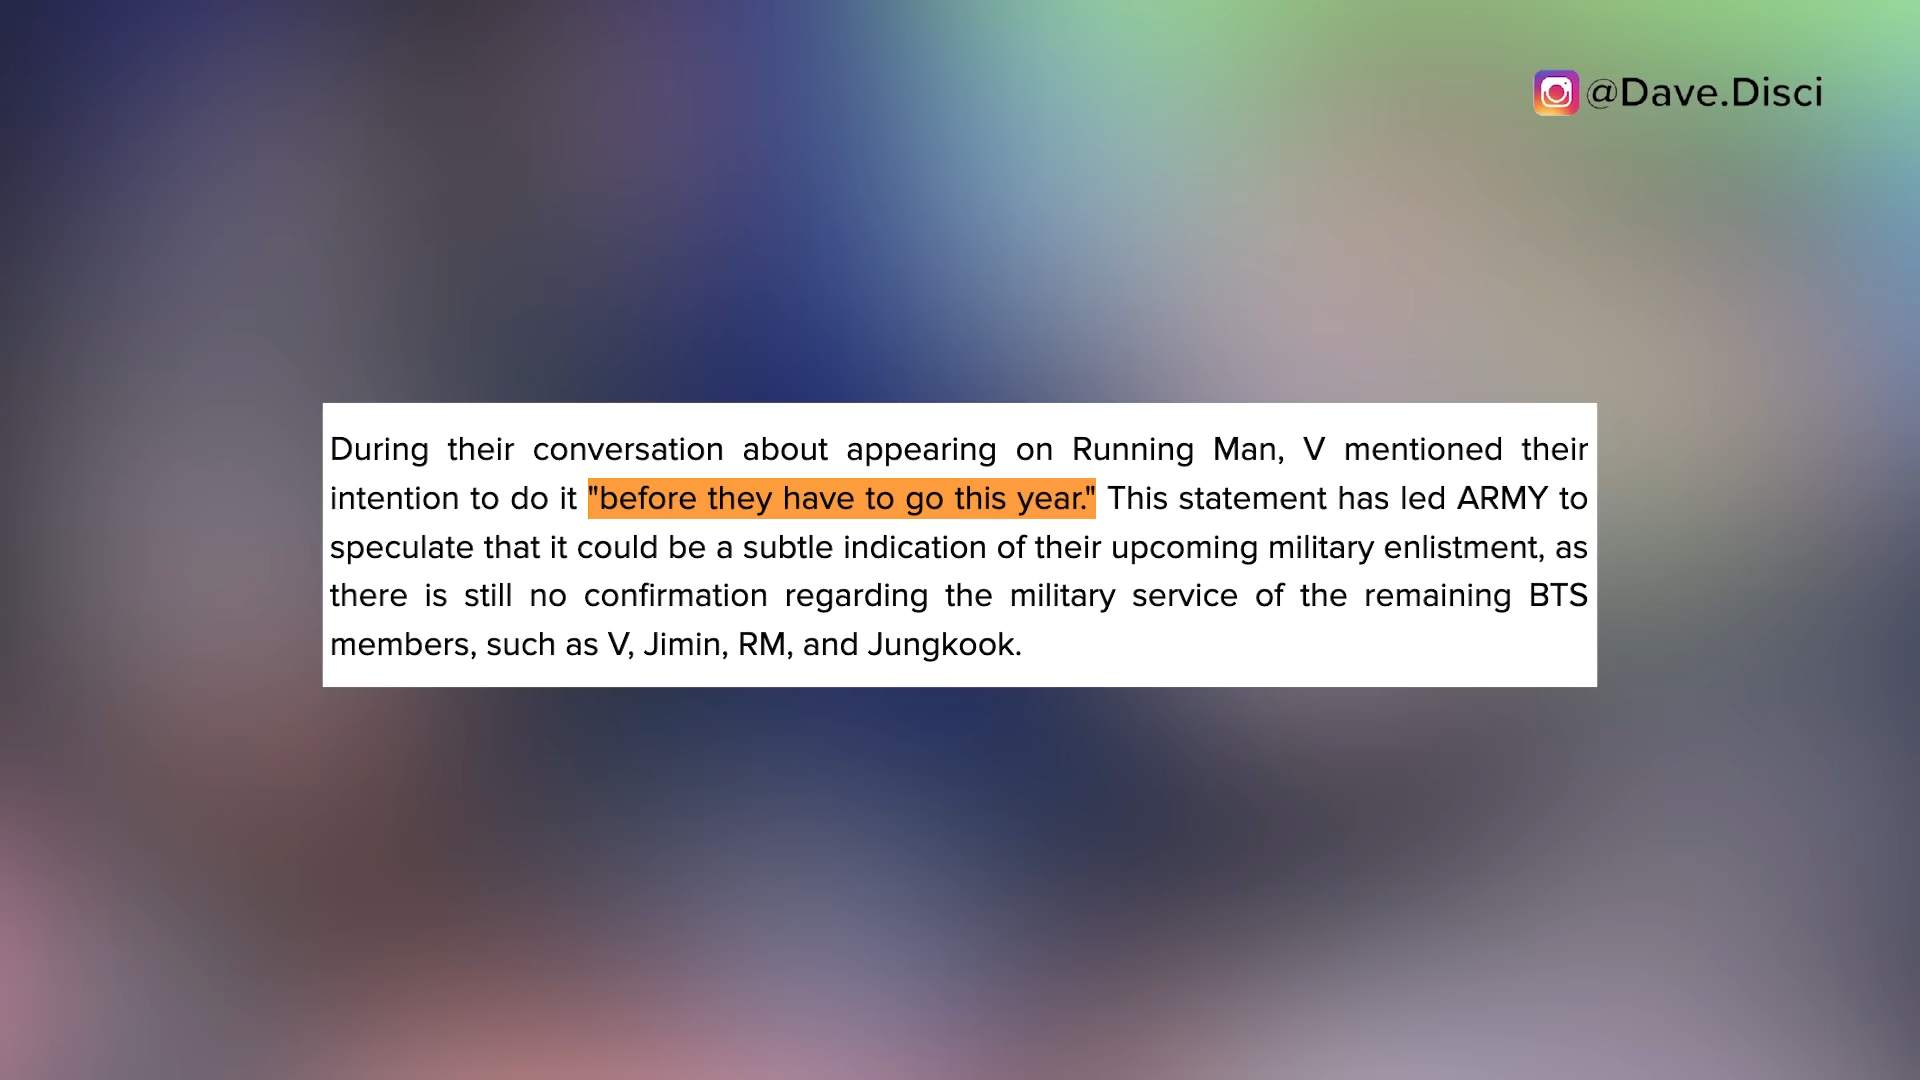 @Dave.Disci
During their conversation about appearing on Running Man, V mentioned their
intention to do it "before they have to go this year." This statement has led ARMY to
speculate that it could be a subtle indication of their upcoming military enlistment, as
there is still no confirmation regarding the military service of the remaining BTS
members, such as V, Jimin, RM, and Jungkook.